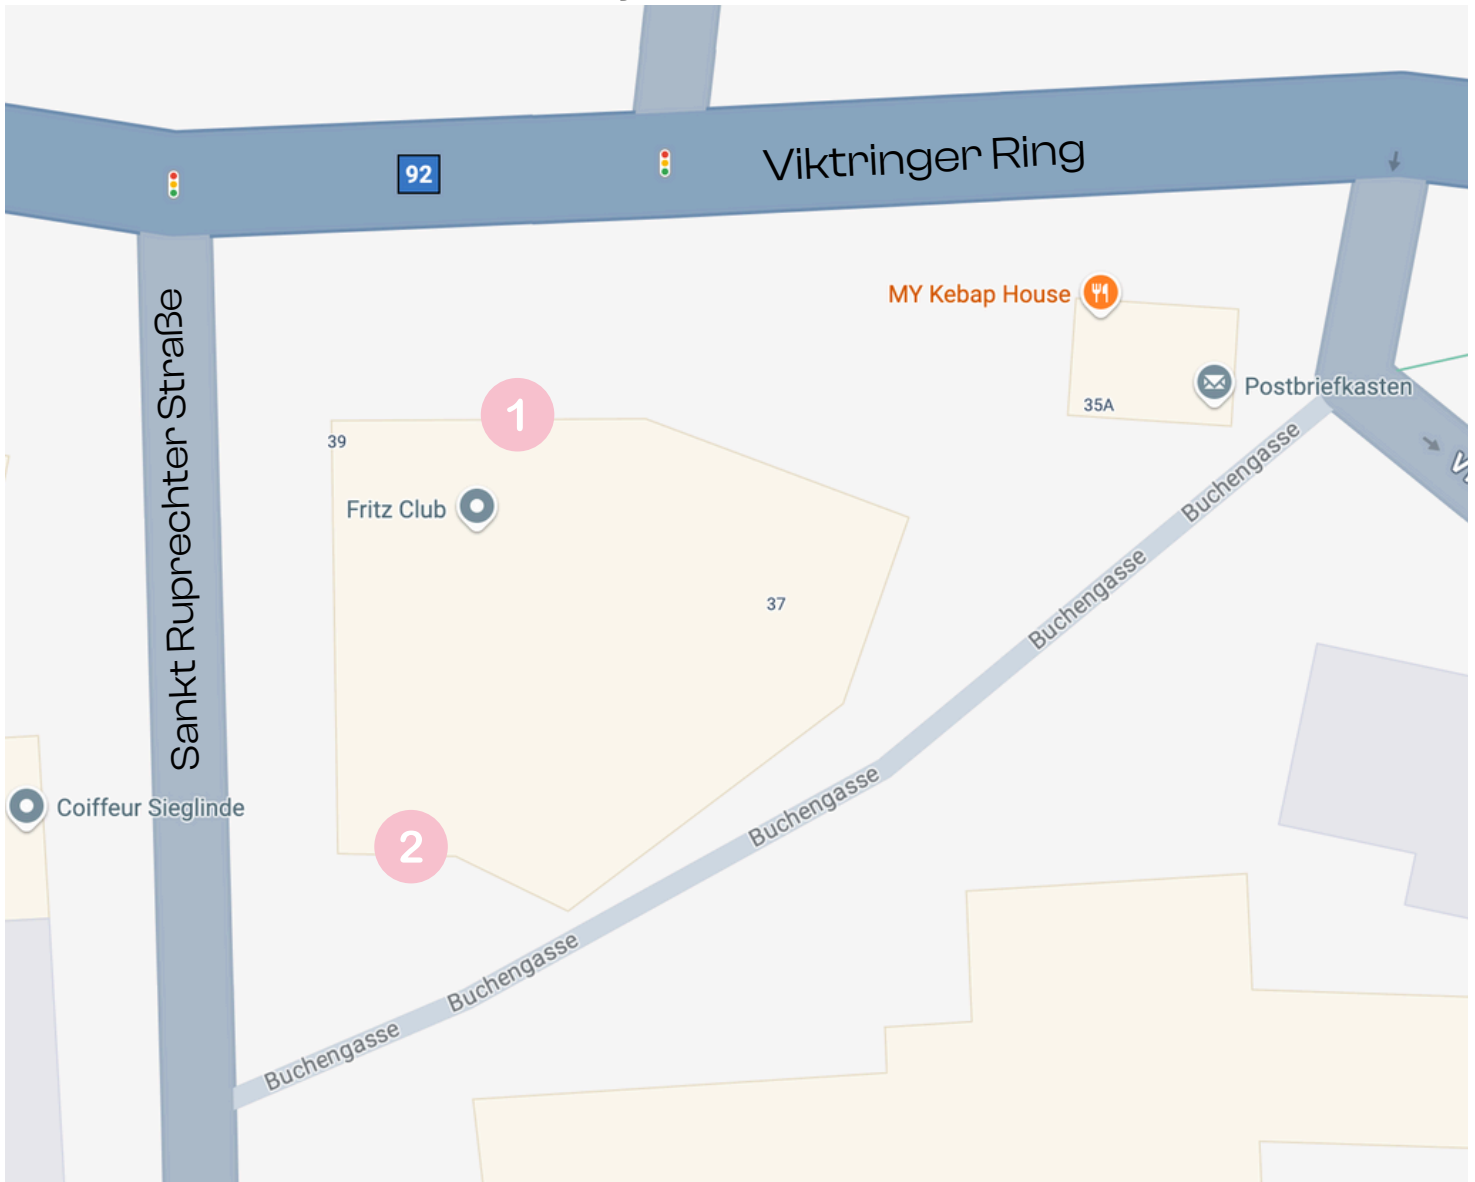 92
Viktringer Ring
Sankt Ruprechter Straße
MY Kebap House
Postbriefkasten
35A
1
39
Fritz Club
37
Buchengasse
Buchengasse
Buchengasse
2
Coiffeur Sieglinde
Buchengasse
Buchengasse